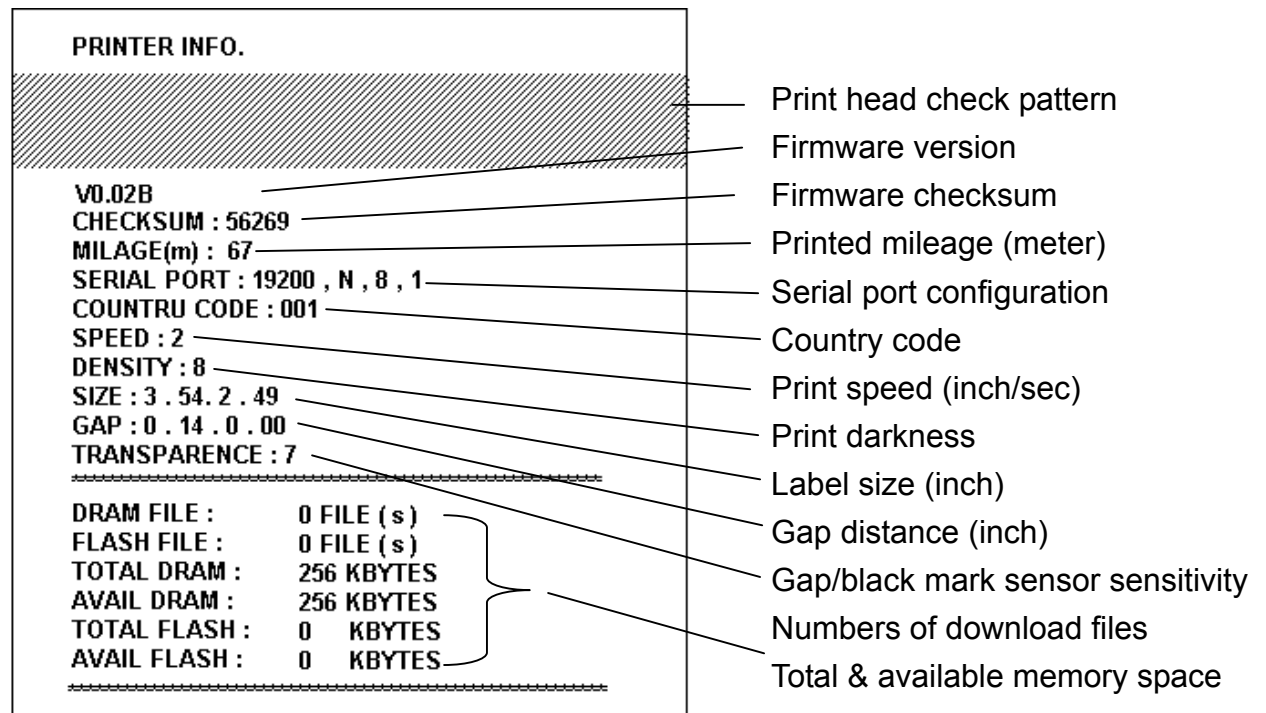 PRINTER INFO.
Print head check pattern
Firmware version
V0.02B
Firmware checksum
CHECKSUM : 56269
Printed mileage (meter)
MILAGE(m) : 67
Serial port configuration
SERIAL PORT : 19200 , N , 8 , 1
Country code
COUNTRU CODE : 001
Print speed (inch/sec)
SPEED : 2
Print darkness
DENSITY : 8
Label size (inch)
SIZE : 3 . 54. 2 . 49
Gap distance (inch)
GAP : 0 . 14 . 0 . 00
Gap/black mark sensor sensitivity
TRANSPARENCE : 7
Numbers of download files
Total & available memory space
DRAM FILE : 0 FILE ( s )
FLASH FILE : 0 FILE ( s )
TOTAL DRAM : 256 KBYTES
AVAIL DRAM : 256 KBYTES
TOTAL FLASH : 0 KBYTES
AVAIL FLASH : 0 KBYTES